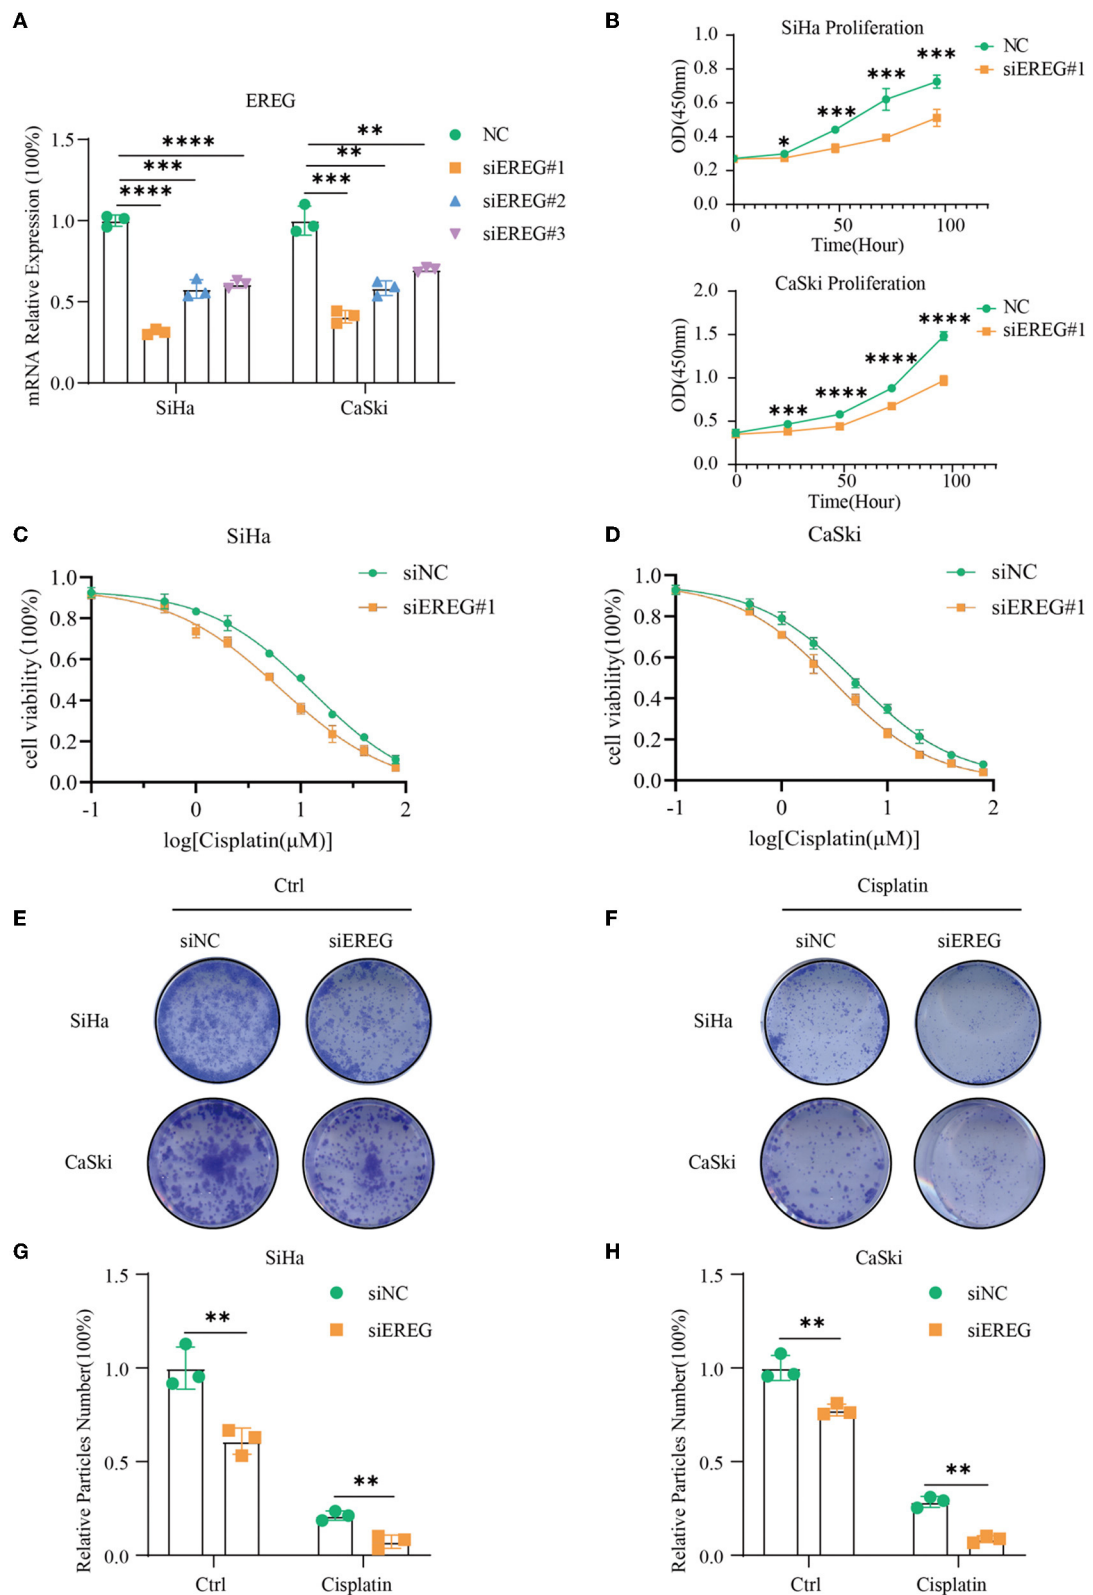 A
EREG
mRNA Relative Expression (100%)
1.5
1.0
0.5
0.0
****
***
****
**
**
***
SiHa
CaSki
NC
siEREG#1
siEREG#2
siEREG#3
B
SiHa Proliferation
OD(450nm)
1.0
0.8
0.6
0.4
0.2
0.0
*
***
***
***
0
50
100
Time(Hour)
NC
siEREG#1
CaSki Proliferation
OD(450nm)
2.0
1.5
1.0
0.5
0.0
***
****
****
****
0
50
100
Time(Hour)
NC
siEREG#1
C
SiHa
cell viability(100%)
1.0
0.8
0.6
0.4
0.2
0.0
-1
0
1
2
log[Cisplatin(μM)]
siNC
siEREG#1
D
CaSki
cell viability(100%)
1.0
0.8
0.6
0.4
0.2
0.0
-1
0
1
2
log[Cisplatin(μM)]
siNC
siEREG#1
E
Ctrl
siNC siEREG
SiHa
CaSki
F
Cisplatin
siNC siEREG
SiHa
CaSki
G
SiHa
Relative Particles Number(100%)
1.5
1.0
0.5
0.0
**
**
Ctrl
Cisplatin
siNC
siEREG
H
CaSki
Relative Particles Number(100%)
1.5
1.0
0.5
0.0
**
**
Ctrl
Cisplatin
siNC
siEREG